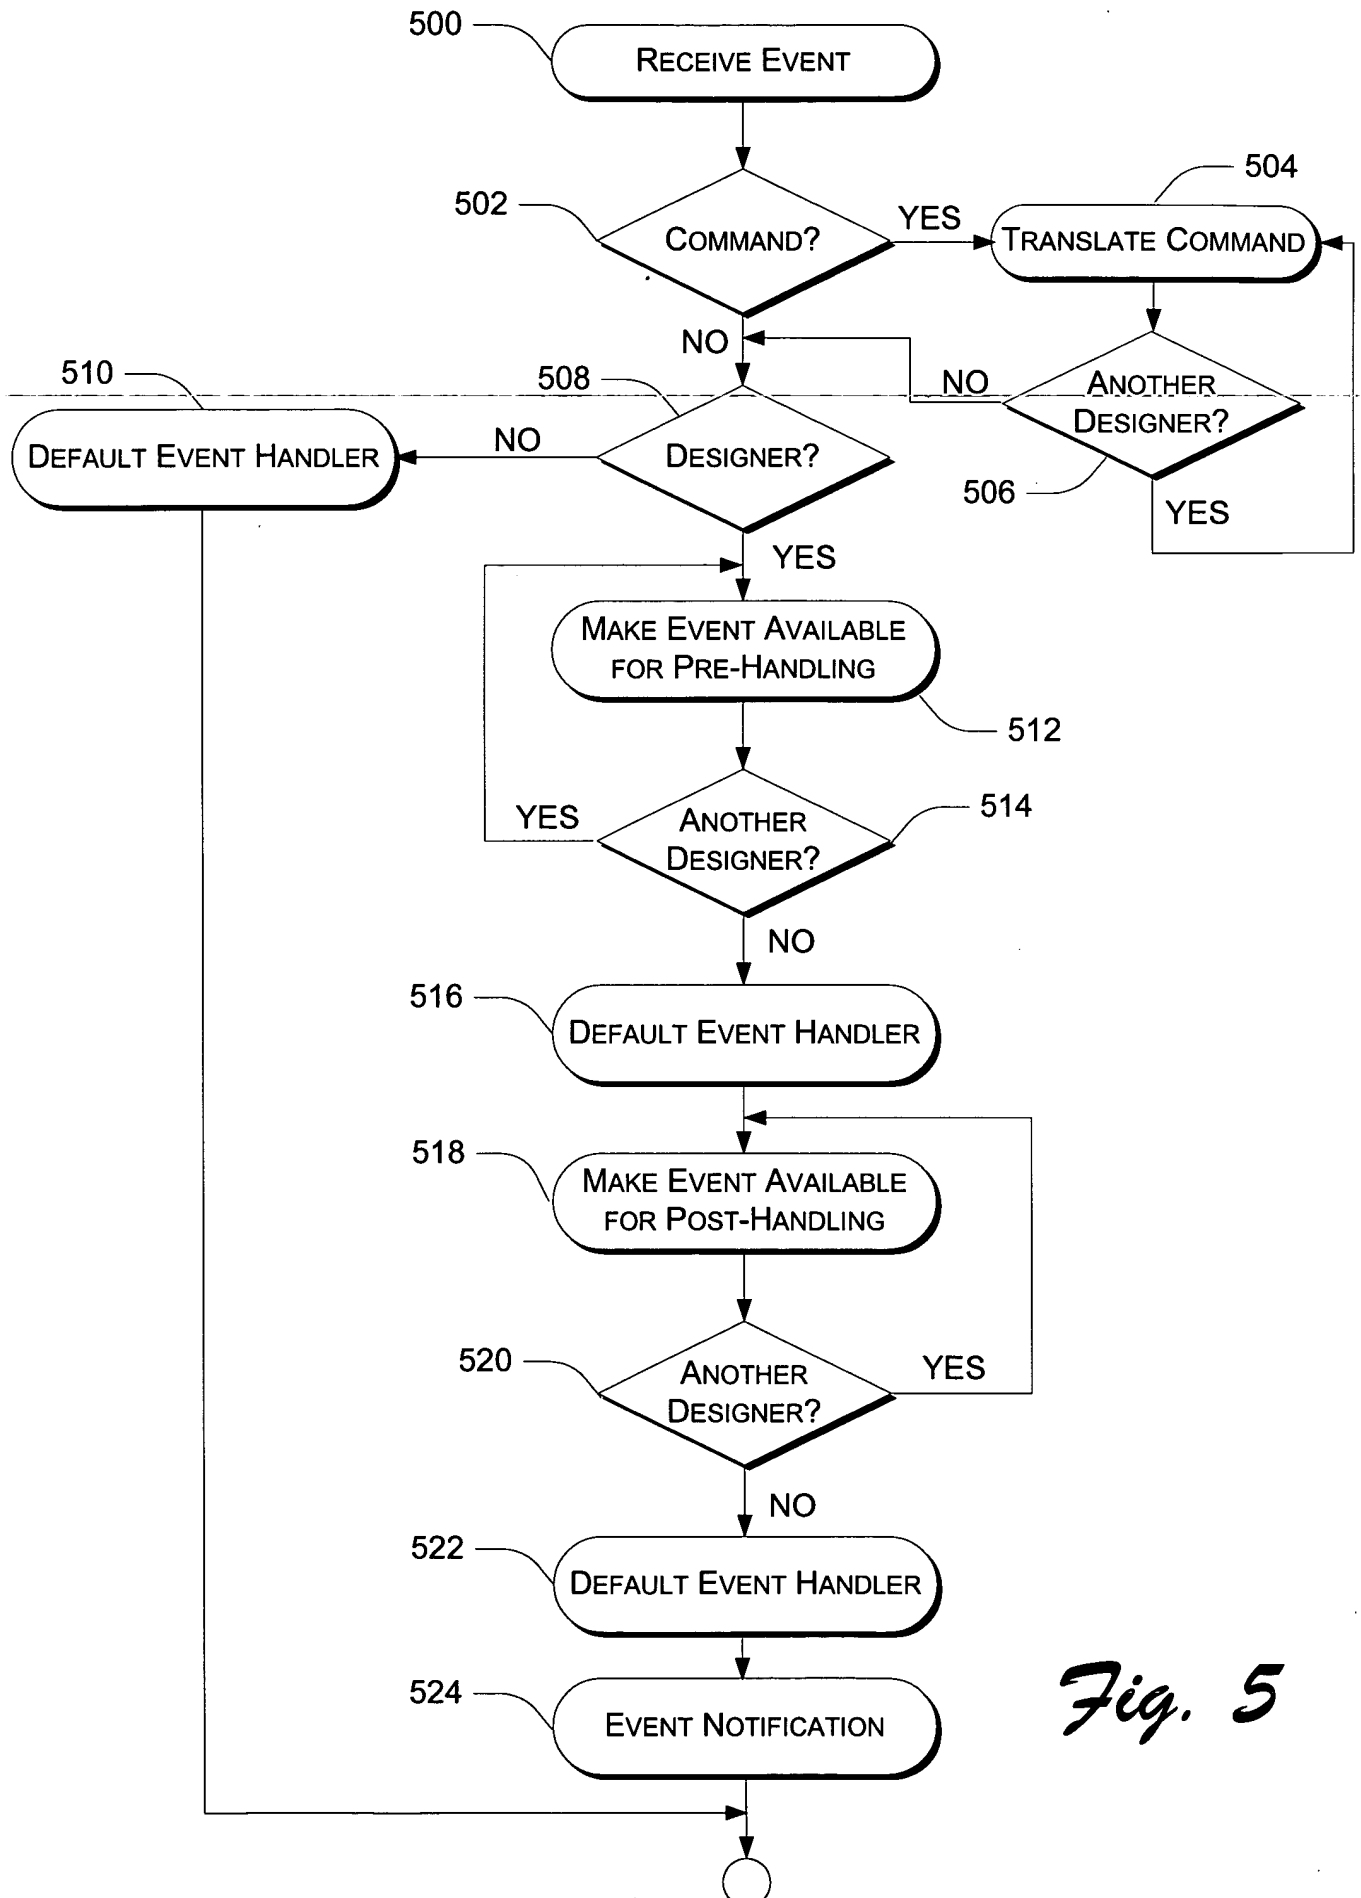 500
RECEIVE EVENT
504
502
COMMAND?
YES
TRANSLATE COMMAND
NO
510
508
NO
ANOTHER
DESIGNER?
DEFAULT EVENT HANDLER
NO
DESIGNER?
506
YES
YES
MAKE EVENT AVAILABLE
FOR PRE-HANDLING
512
514
YES
ANOTHER
DESIGNER?
NO
516
DEFAULT EVENT HANDLER
518
MAKE EVENT AVAILABLE
FOR POST-HANDLING
520
ANOTHER
DESIGNER?
YES
NO
522
DEFAULT EVENT HANDLER
524
EVENT NOTIFICATION
Fig. 5